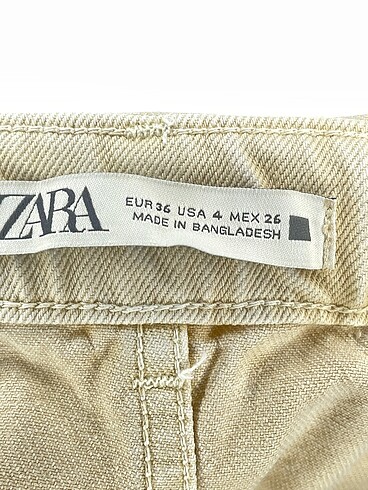 ZARA
EUR 36 USA 4 MEX 26
MADE IN BANGLADESH